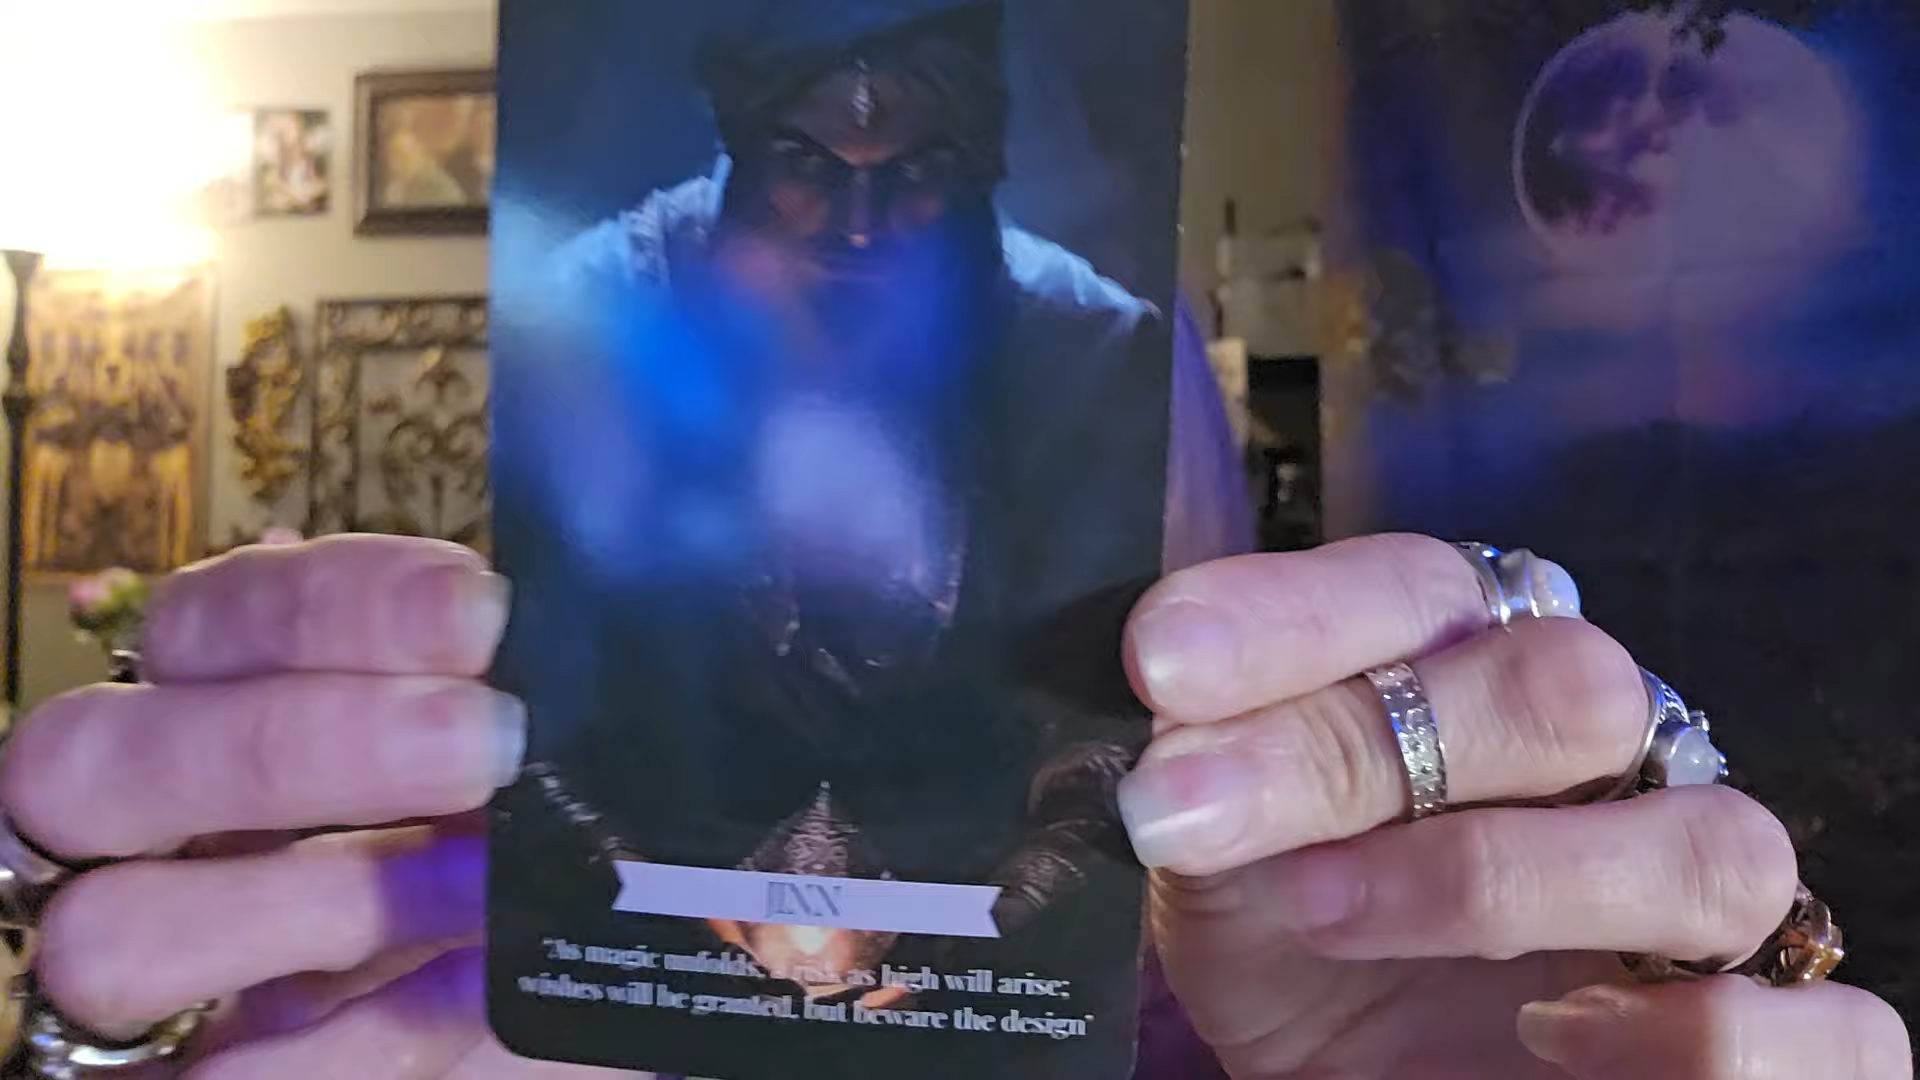 JINN
"As magic unfolds, a risk as high will arise;
wishes will be granted, but beware the design"